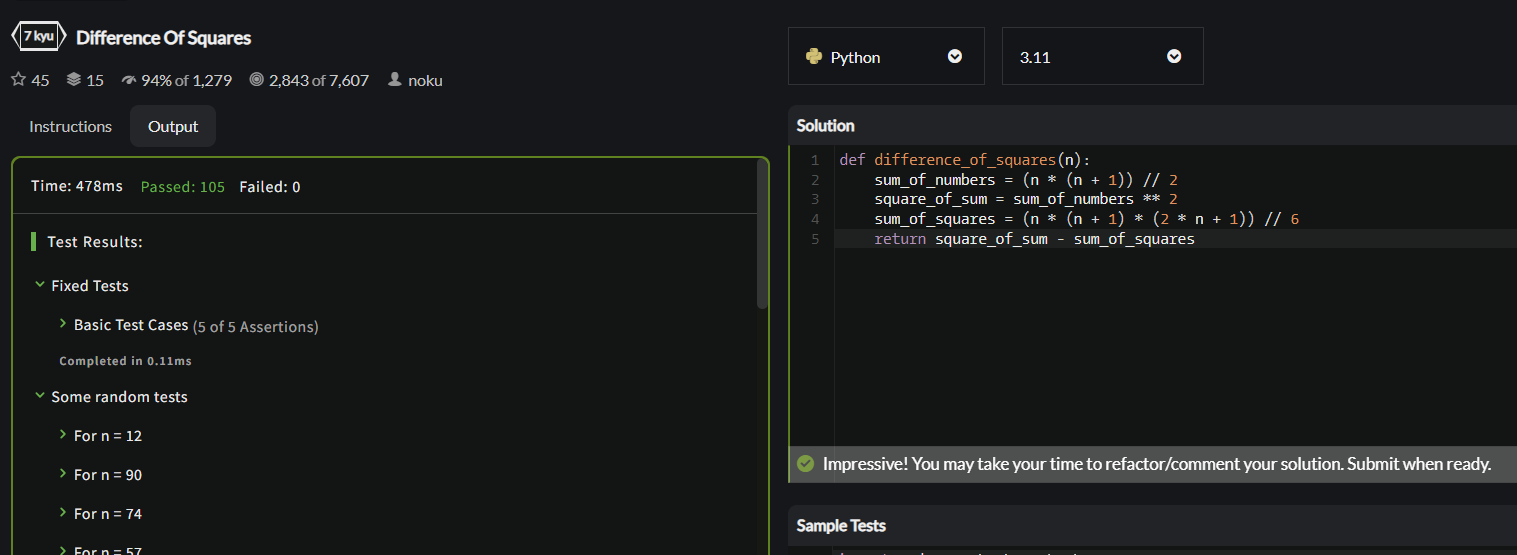 7 kyu Difference Of Squares
45 15 94% of 1,279 2,843 of 7,607 noku
Instructions Output
Time: 478ms Passed: 105 Failed: 0
Test Results:
Fixed Tests
Basic Test Cases (5 of 5 Assertions)
Completed in 0.11ms
Some random tests
For n = 12
For n = 90
For n = 74
For n = 57
Python 3.11
Solution
1 def difference_of_squares(n):
2 sum_of_numbers = (n * (n + 1)) // 2
3 square_of_sum = sum_of_numbers ** 2
4 sum_of_squares = (n * (n + 1) * (2 * n + 1)) // 6
5 return square_of_sum - sum_of_squares
Impressive! You may take your time to refactor/comment your solution. Submit when ready.
Sample Tests